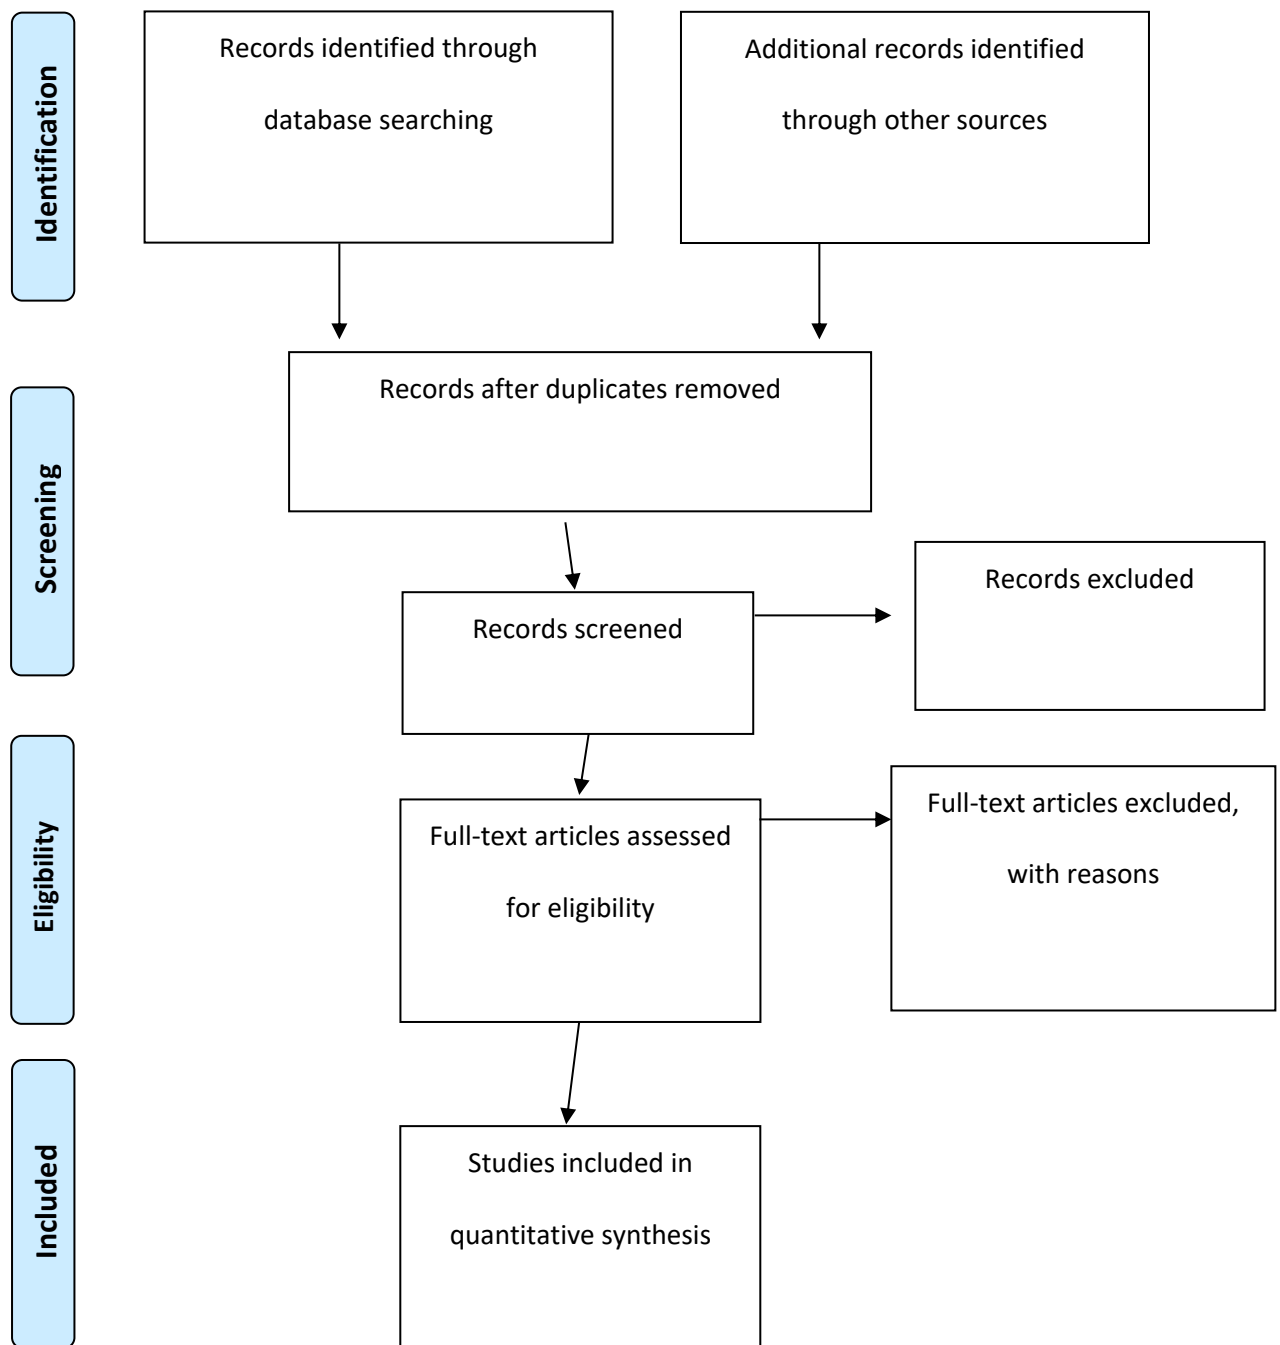 Identification
Records identified through
database searching
Additional records identified
through other sources
Screening
Records after duplicates removed
Records screened
Records excluded
Eligibility
Full-text articles assessed
for eligibility
Full-text articles excluded,
with reasons
Included
Studies included in
quantitative synthesis